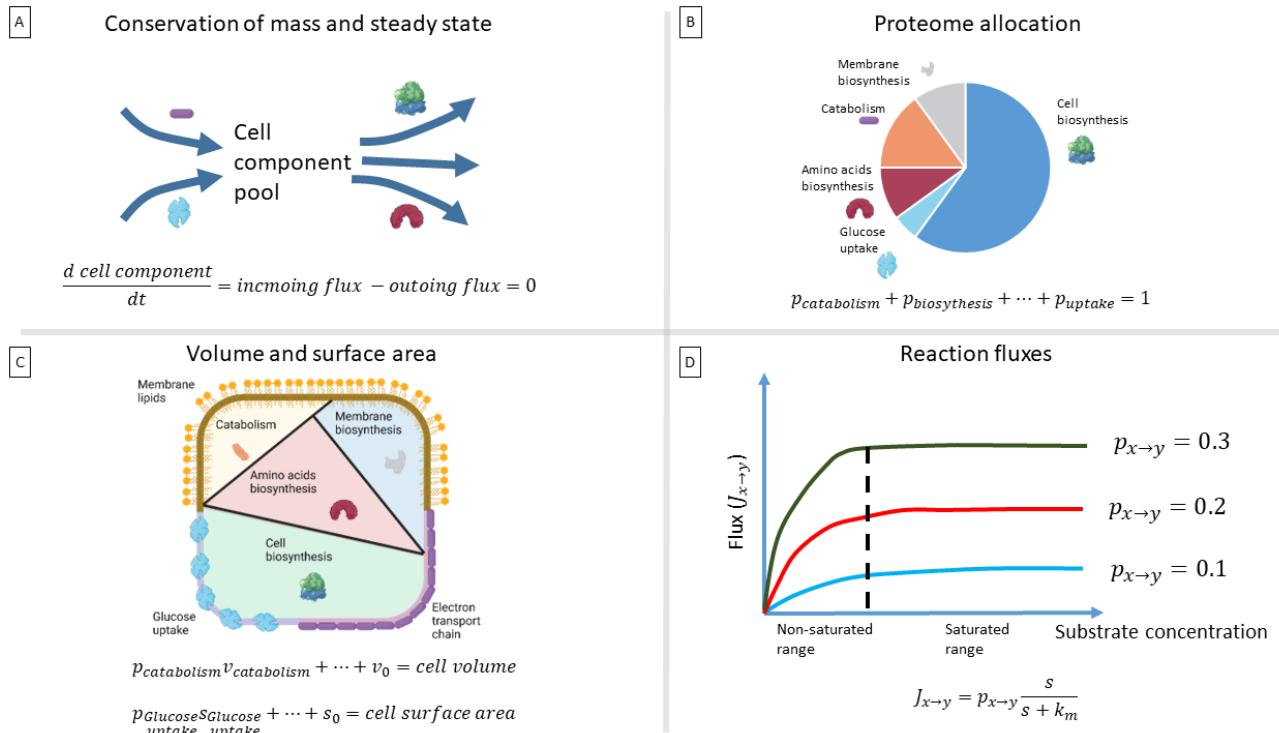 A
Conservation of mass and steady state
Cell
component
pool
d cell component
dt
= incmoing flux − outoing flux = 0
B
Proteome allocation
Membrane
biosynthesis
Catabolism
Amino acids
biosynthesis
Glucose
uptake
Cell
biosynthesis
p_catabolism + p_biosythesis + ⋯ + p_uptake = 1
C
Volume and surface area
Membrane
lipids
Catabolism
Membrane
biosynthesis
Amino acids
biosynthesis
Cell
biosynthesis
Glucose
uptake
Electron
transport
chain
p_catabolism v_catabolism + ⋯ + v_0 = cell volume
p_Glucose s_Glucose + ⋯ + s_0 = cell surface area
uptake uptake
D
Reaction fluxes
Flux (J_x→y)
p_x→y = 0.3
p_x→y = 0.2
p_x→y = 0.1
Non-saturated
range
Saturated
range
Substrate concentration
J_x→y = p_x→y
s
s + k_m